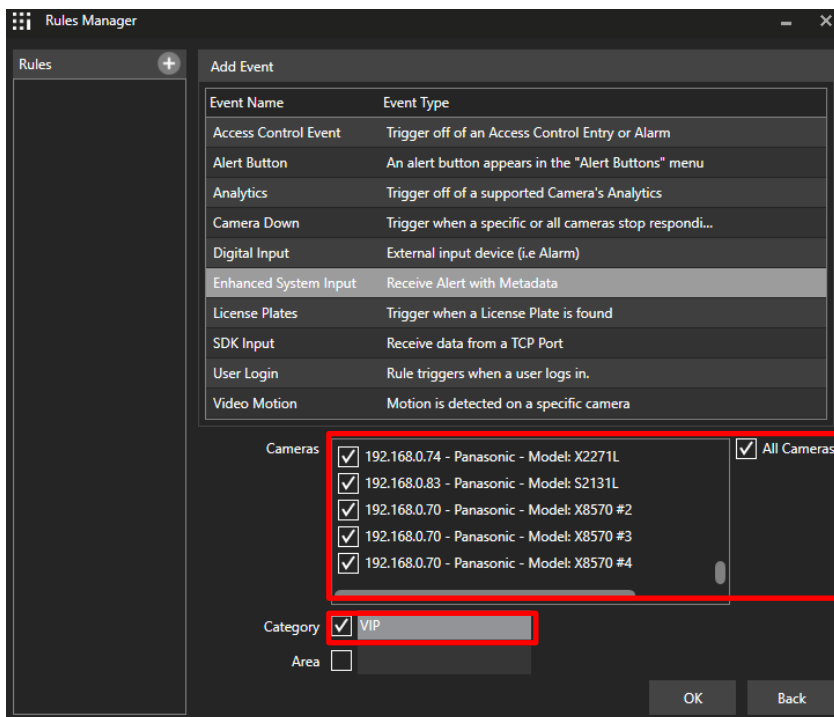 Rules Manager
Rules
Add Event
Event Name Event Type
Access Control Event Trigger off of an Access Control Entry or Alarm
Alert Button An alert button appears in the "Alert Buttons" menu
Analytics Trigger off of a supported Camera's Analytics
Camera Down Trigger when a specific or all cameras stop respondi...
Digital Input External input device (i.e Alarm)
Enhanced System Input Receive Alert with Metadata
License Plates Trigger when a License Plate is found
SDK Input Receive data from a TCP Port
User Login Rule triggers when a user logs in.
Video Motion Motion is detected on a specific camera
Cameras
192.168.0.74 - Panasonic - Model: X2271L
All Cameras
192.168.0.83 - Panasonic - Model: S2131L
192.168.0.70 - Panasonic - Model: X8570 #2
192.168.0.70 - Panasonic - Model: X8570 #3
192.168.0.70 - Panasonic - Model: X8570 #4
Category VIP
Area
OK Back